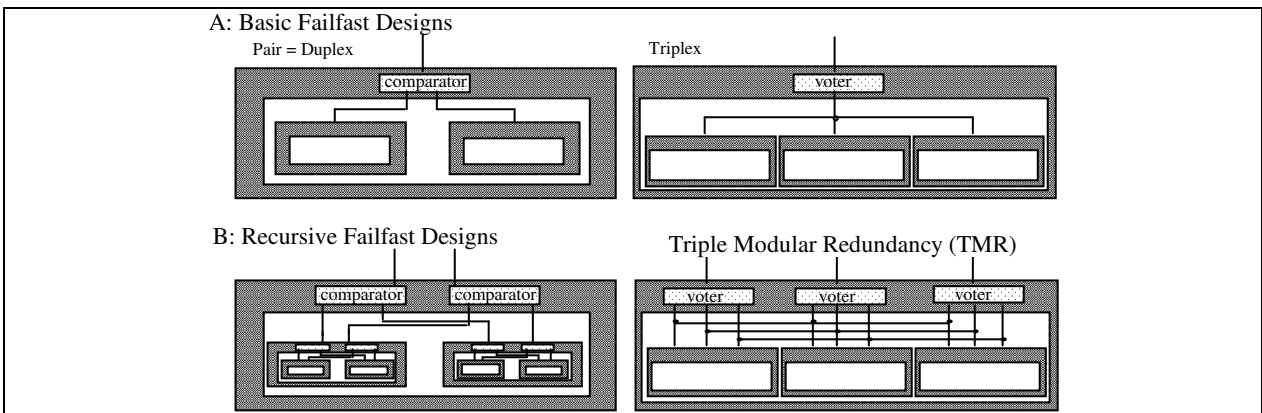 A: Basic Failfast Designs
Pair = Duplex
Triplex
comparator
voter
B: Recursive Failfast Designs
Triple Modular Redundancy (TMR)
comparator
comparator
voter
voter
voter